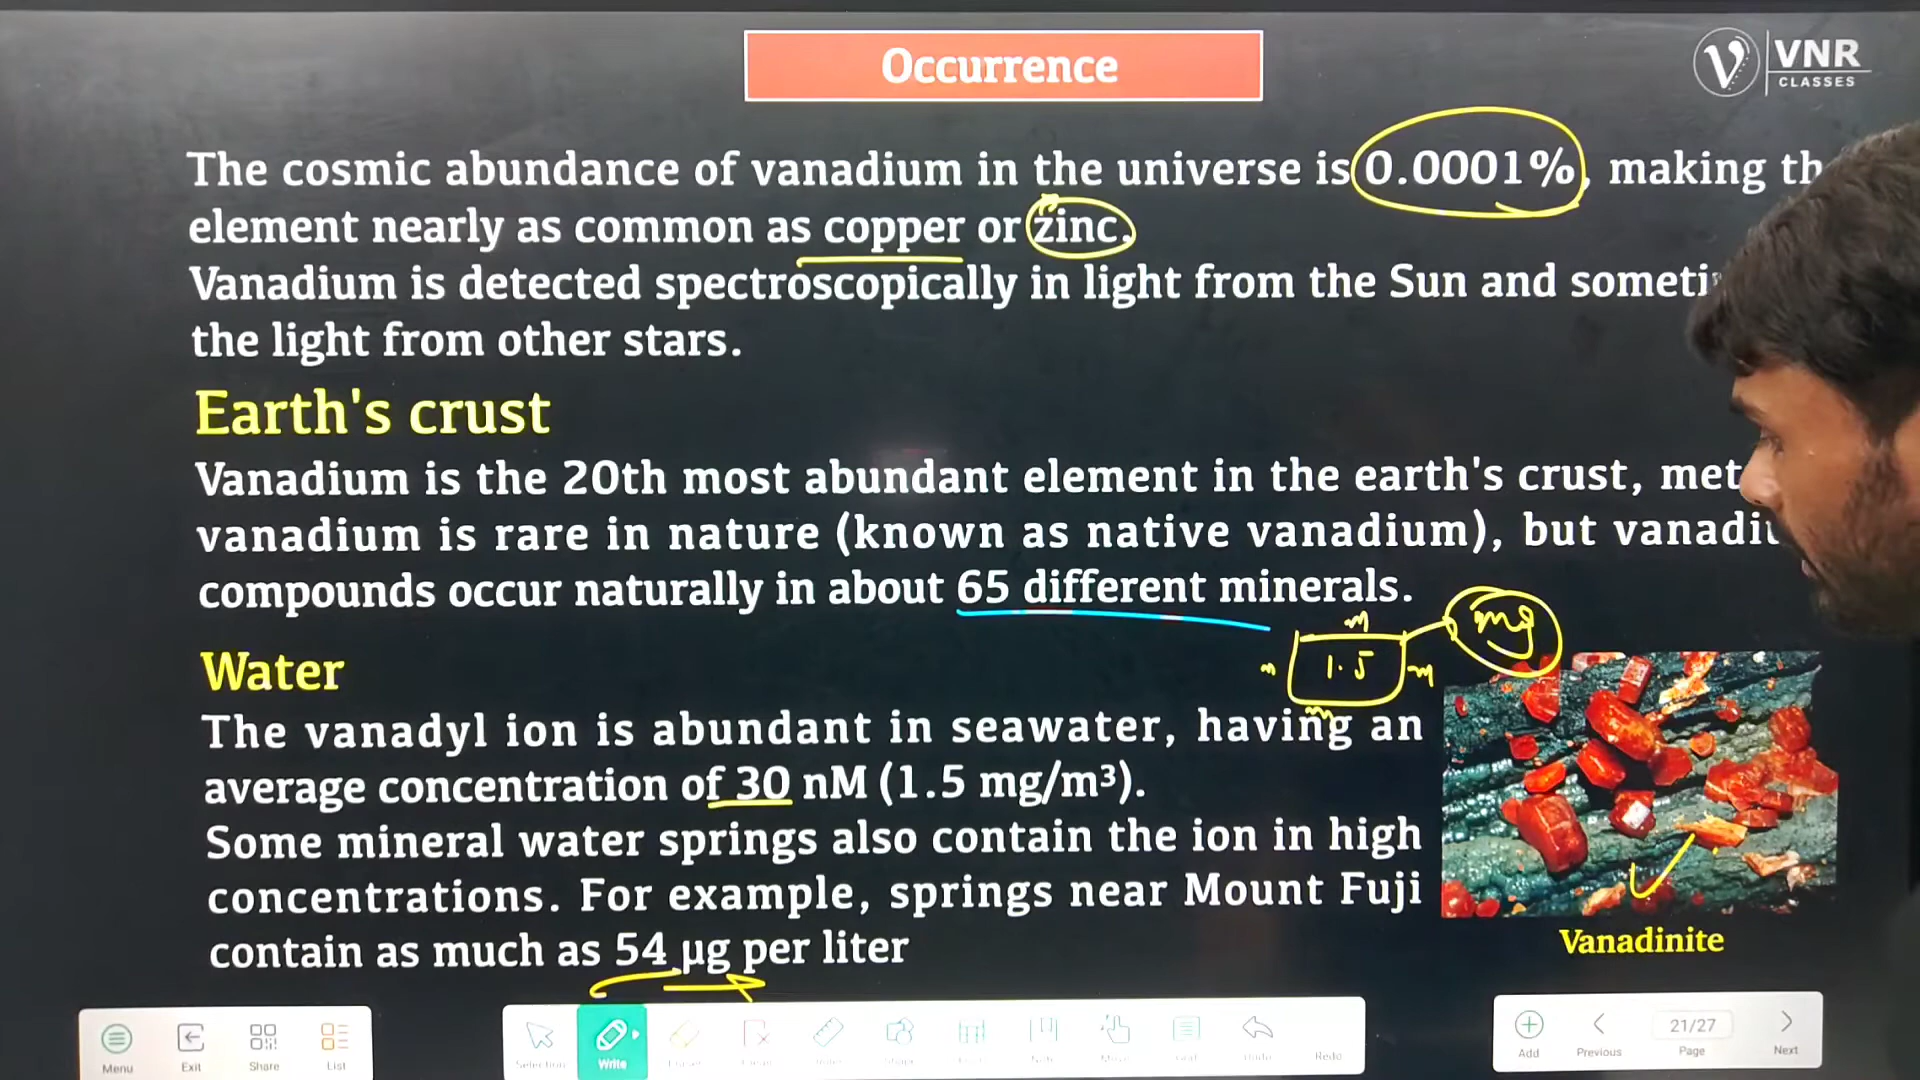 Occurrence
VNR
CLASSES
The cosmic abundance of vanadium in the universe is 0.0001%, making th
element nearly as common as copper or zinc.
Vanadium is detected spectroscopically in light from the Sun and someti
the light from other stars.
Earth's crust
Vanadium is the 20th most abundant element in the earth's crust, met
vanadium is rare in nature (known as native vanadium), but vanadi
compounds occur naturally in about 65 different minerals.
m
mg
m 1.5 m
m
Water
The vanadyl ion is abundant in seawater, having an
average concentration of 30 nM (1.5 mg/m³).
Some mineral water springs also contain the ion in high
concentrations. For example, springs near Mount Fuji
contain as much as 54 µg per liter
Vanadinite
Menu Exit Share List
Selection Write Undo Redo
Add Previous 21/27 Page Next